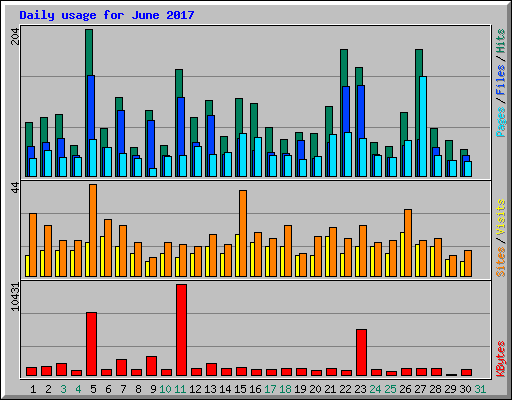 Daily usage for June 2017
204
Pages / Files / Hits
44
Sites / Visits
10431
KBytes
1 2 3 4 5 6 7 8 9 10 11 12 13 14 15 16 17 18 19 20 21 22 23 24 25 26 27 28 29 30 31